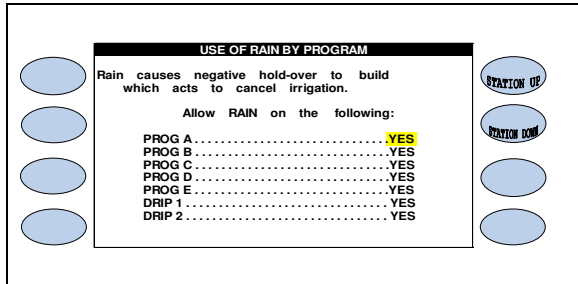 USE OF RAIN BY PROGRAM
Rain causes negative hold-over to build
which acts to cancel irrigation.
Allow RAIN on the following:
PROG A.............................YES
PROG B.............................YES
PROG C.............................YES
PROG D.............................YES
PROG E.............................YES
DRIP 1...............................YES
DRIP 2...............................YES
STATION UP
STATION DOWN